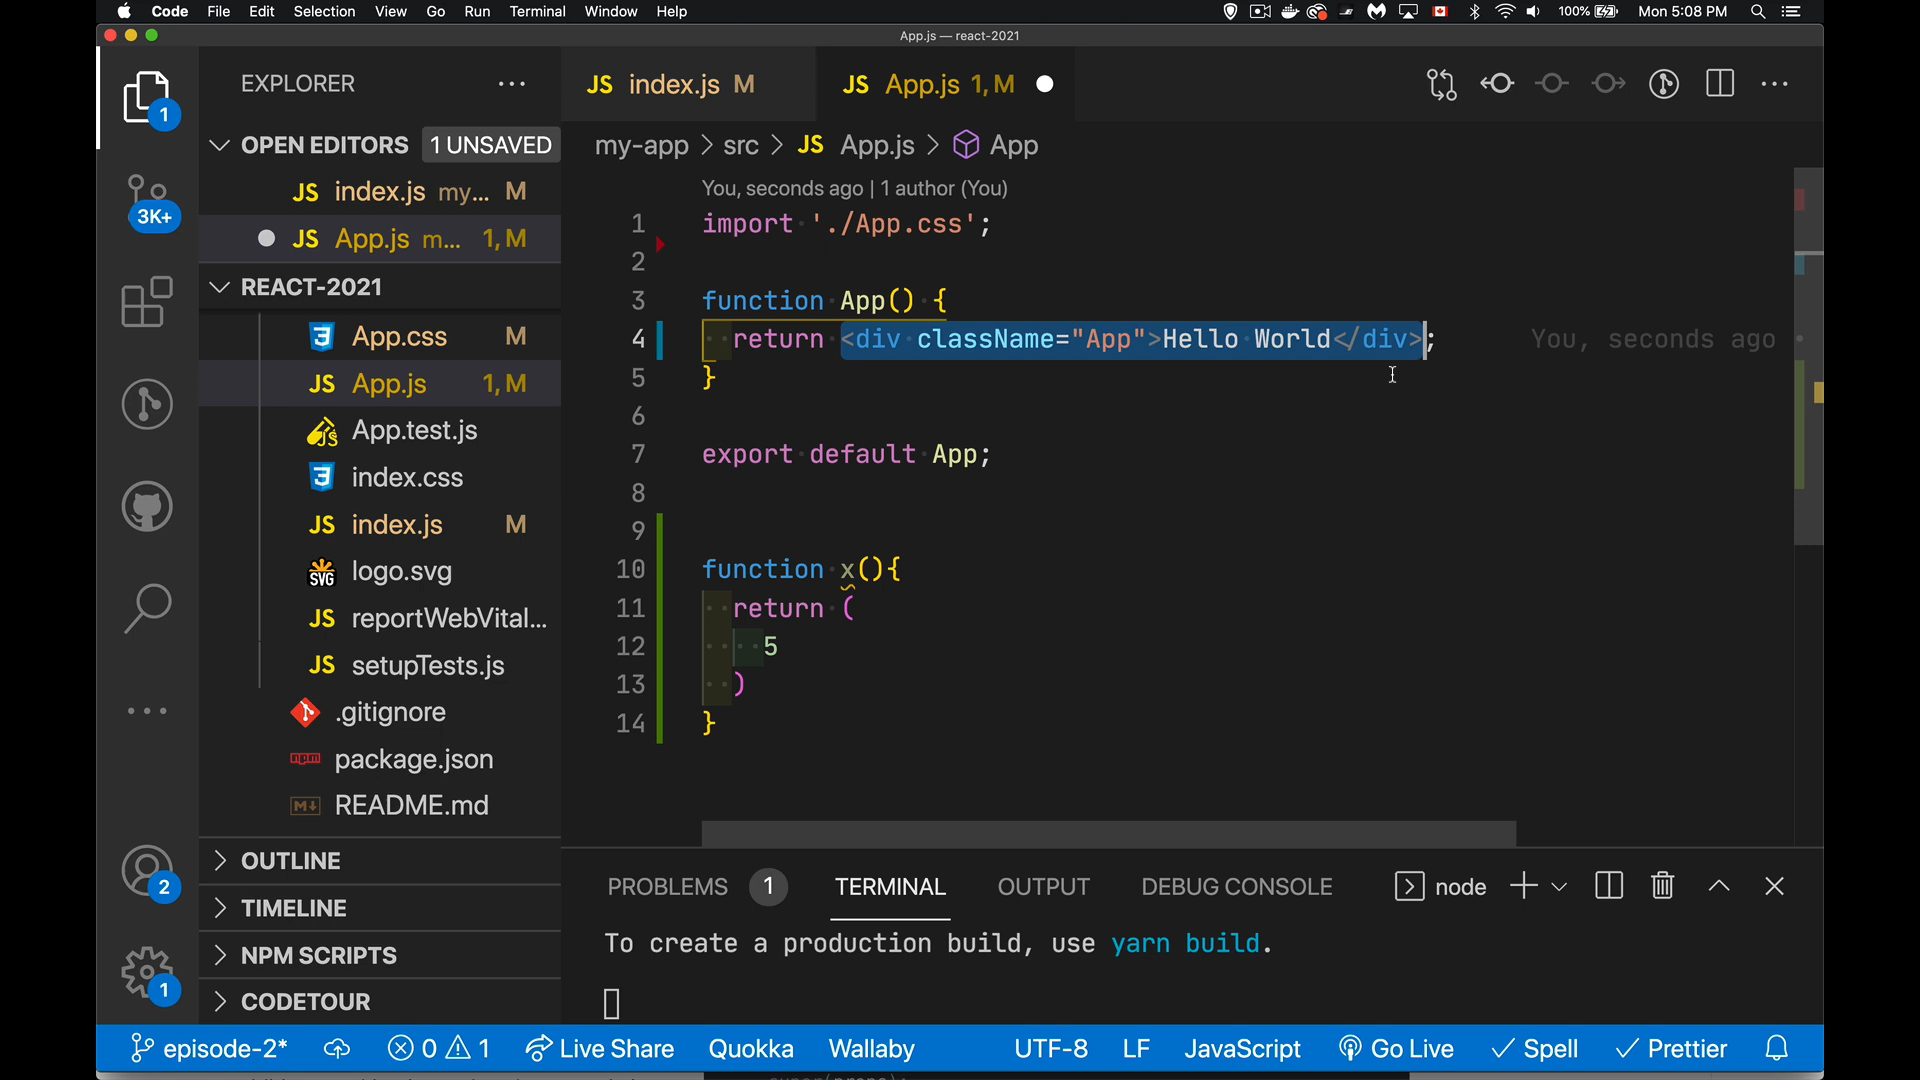 Code File Edit Selection View Go Run Terminal Window Help 100% Mon 5:08 PM
App.js — react-2021
EXPLORER
1
OPEN EDITORS 1 UNSAVED
JS index.js my... M
3K+
JS App.js m... 1, M
REACT-2021
App.css M
JS App.js 1, M
App.test.js
index.css
JS index.js M
SVG logo.svg
JS reportWebVital...
JS setupTests.js
.gitignore
npm package.json
M README.md
OUTLINE
2
TIMELINE
NPM SCRIPTS
1
CODETOUR
JS index.js M JS App.js 1, M
my-app > src > JS App.js > App
You, seconds ago | 1 author (You)
1 import './App.css';
2
3 function App() {
4 return <div className="App">Hello World</div>; You, seconds ago •
5 }
6
7 export default App;
8
9
10 function x(){
11 return (
12 5
13 )
14 }
PROBLEMS 1 TERMINAL OUTPUT DEBUG CONSOLE node
To create a production build, use yarn build.
episode-2* 0 1 Live Share Quokka Wallaby UTF-8 LF JavaScript Go Live Spell Prettier